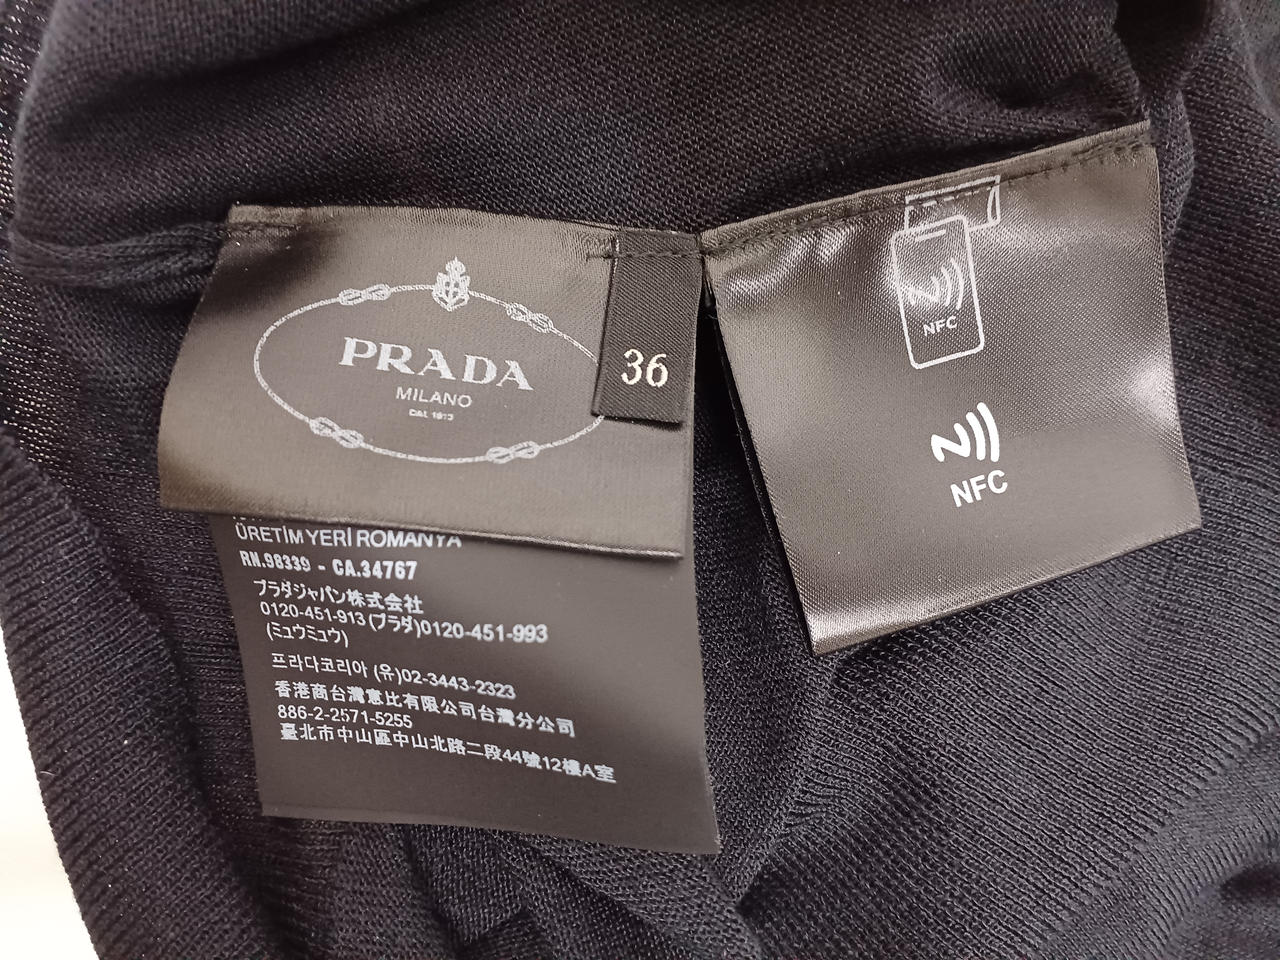 PRADA
MILANO
DAL 1913
36
ÜRETİM YERİ ROMANYA
RN.98339 - CA.34767
プラダジャパン株式会社
0120-451-913 (プラダ)0120-451-993
(ミュウミュウ)
프라다코리아 (유)02-3443-2323
香港商台灣惠比有限公司台灣分公司
886-2-2571-5255
臺北市中山區中山北路二段44號12樓A室
NFC
NFC